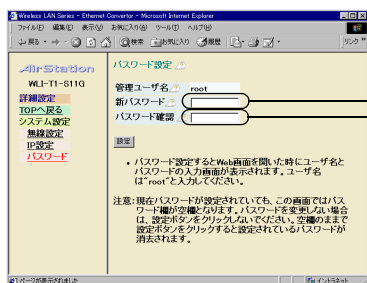 Wireless LAN Series - Ethernet Convertor - Microsoft Internet Explorer
ファイル(F) 編集(E) 表示(V) お気に入り(A) ツール(T) ヘルプ(H)
戻る 検索 お気に入り 履歴 リンク »
AirStation
WLI-T1-S11G
詳細設定
TOPへ戻る
システム設定
無線設定
IP設定
パスワード
パスワード設定
管理ユーザ名 root
新パスワード
パスワード確認
設定
• パスワード設定するとWeb画面を開いた時にユーザ名と
パスワードの入力画面が表示されます。ユーザ名
は"root"と入力してください。
注意:現在パスワードが設定されていても、この画面ではパス
ワード欄が空欄となります。パスワードを変更しない場合
は、設定ボタンをクリックしないでください。空欄のままで
設定ボタンをクリックすると設定されているパスワードが
消去されます。
ページが表示されました
イントラネット